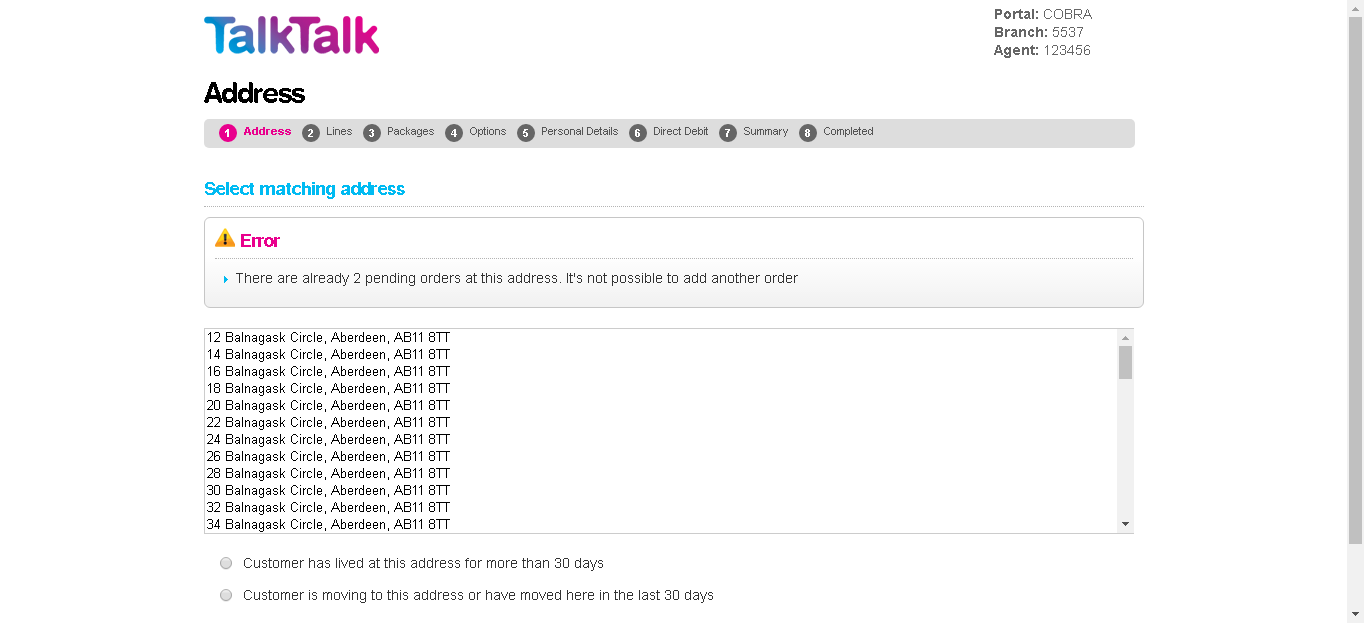 TalkTalk
Portal: COBRA
Branch: 5537
Agent: 123456
Address
1 Address 2 Lines 3 Packages 4 Options 5 Personal Details 6 Direct Debit 7 Summary 8 Completed
Select matching address
Error
There are already 2 pending orders at this address. It's not possible to add another order
12 Balnagask Circle, Aberdeen, AB11 8TT
14 Balnagask Circle, Aberdeen, AB11 8TT
16 Balnagask Circle, Aberdeen, AB11 8TT
18 Balnagask Circle, Aberdeen, AB11 8TT
20 Balnagask Circle, Aberdeen, AB11 8TT
22 Balnagask Circle, Aberdeen, AB11 8TT
24 Balnagask Circle, Aberdeen, AB11 8TT
26 Balnagask Circle, Aberdeen, AB11 8TT
28 Balnagask Circle, Aberdeen, AB11 8TT
30 Balnagask Circle, Aberdeen, AB11 8TT
32 Balnagask Circle, Aberdeen, AB11 8TT
34 Balnagask Circle, Aberdeen, AB11 8TT
Customer has lived at this address for more than 30 days
Customer is moving to this address or have moved here in the last 30 days